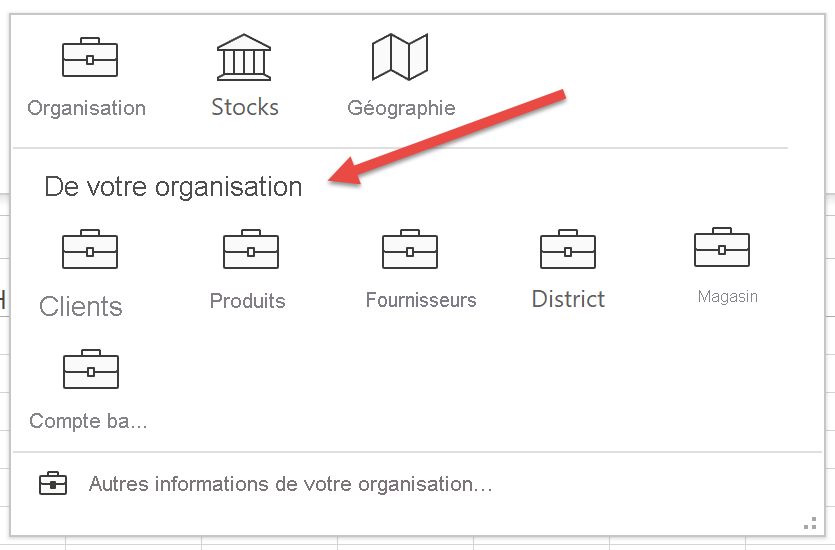 Organisation
Stocks
Géographie
De votre organisation
Clients
Produits
Fournisseurs
District
Magasin
Compte ba...
Autres informations de votre organisation...